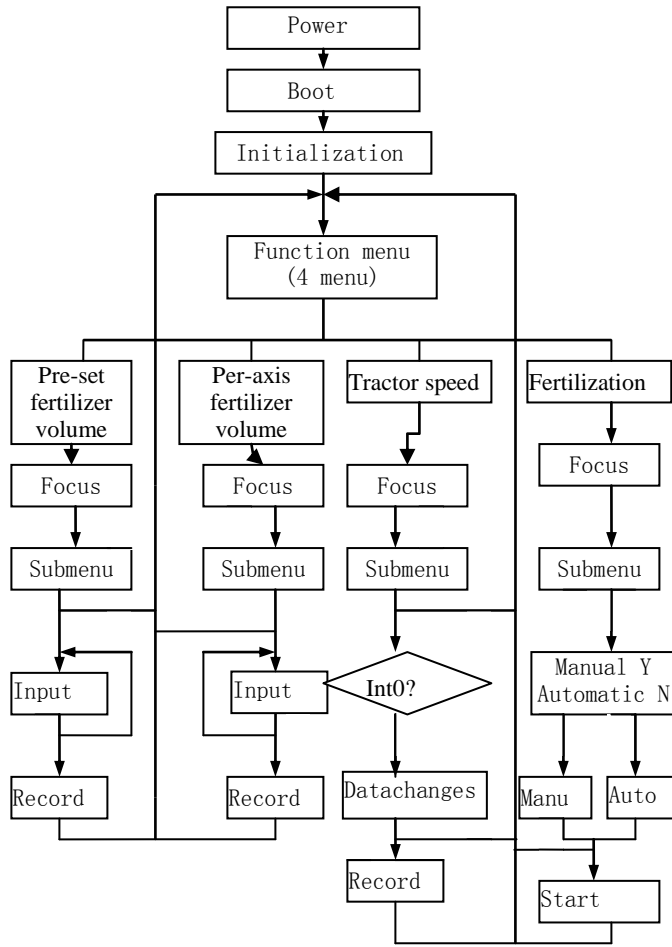 Power
Boot
Initialization
Function menu
(4 menu)
Pre-set
fertilizer
volume
Per-axis
fertilizer
volume
Tractor speed
Fertilization
Focus
Focus
Focus
Focus
Submenu
Submenu
Submenu
Submenu
Input
Input
Int0?
Manual Y
Automatic N
Record
Record
Datachanges
Manu
Auto
Record
Start